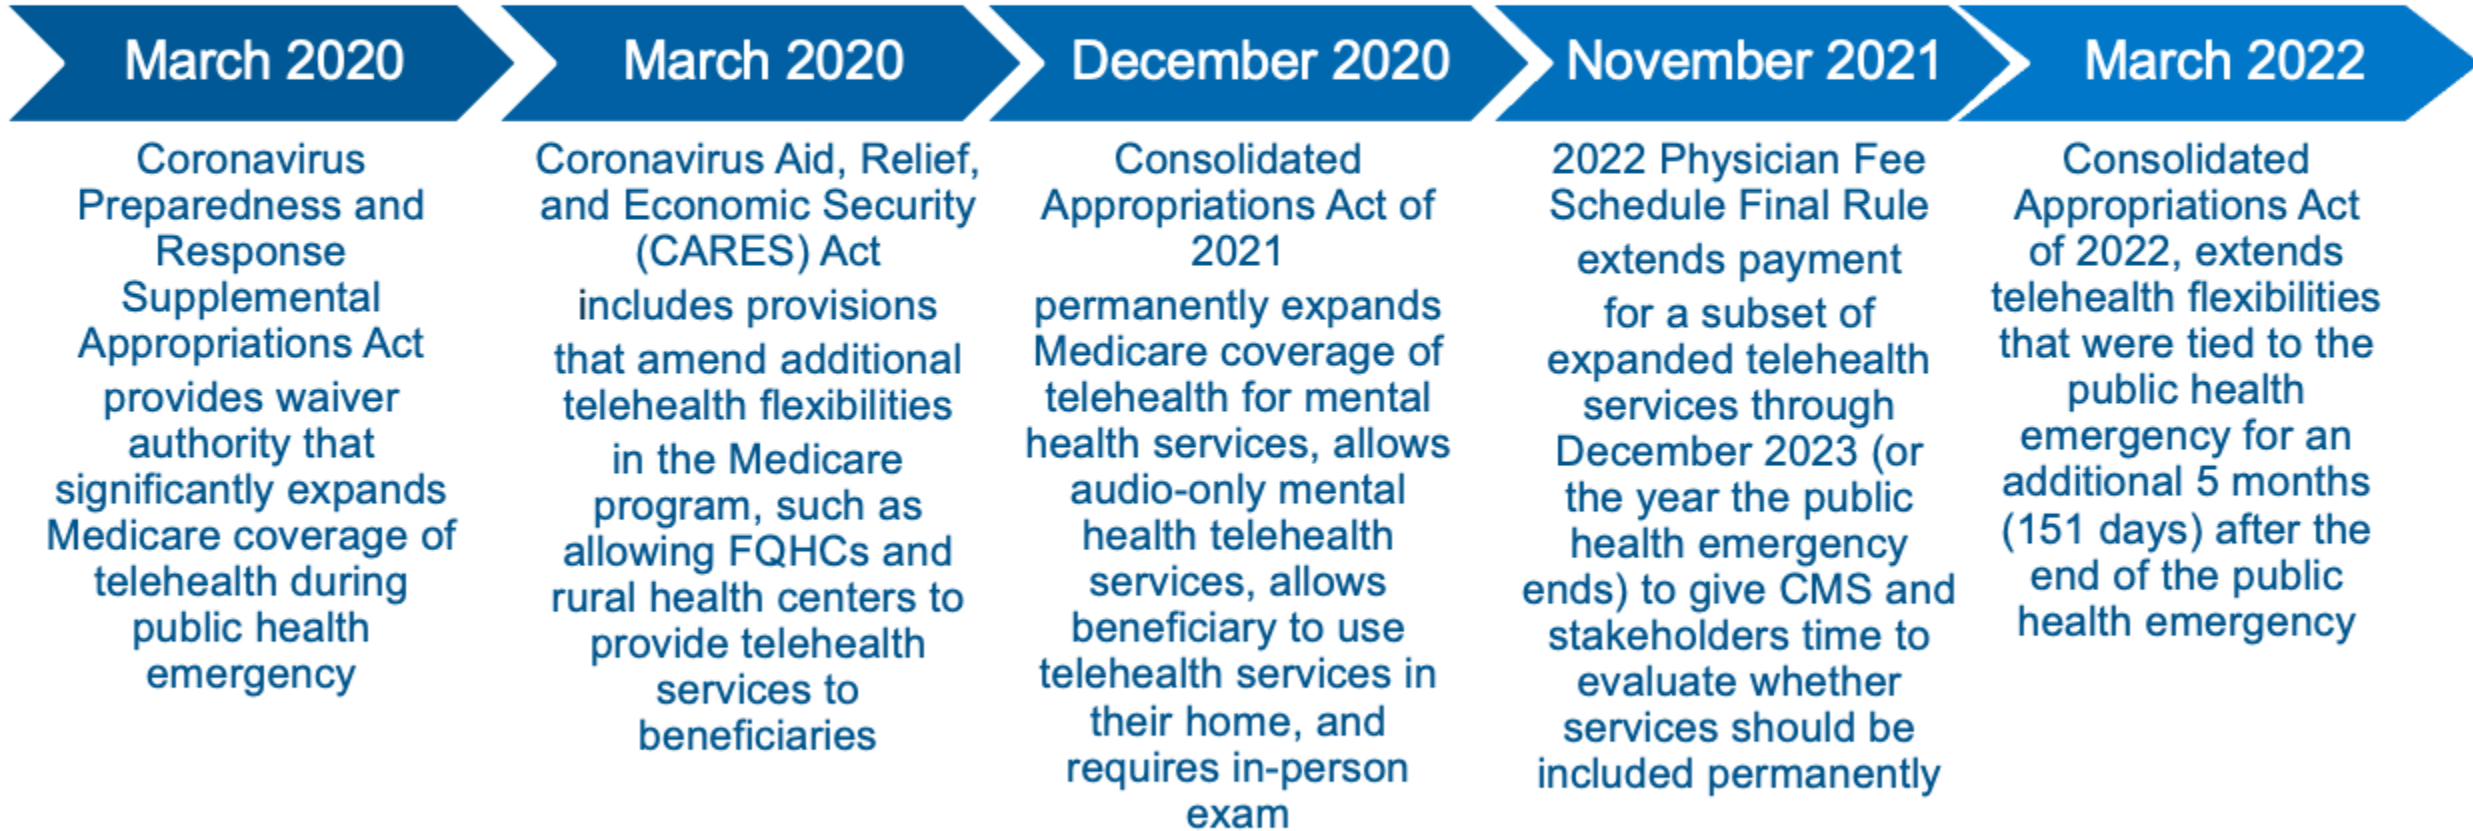 March 2020
Coronavirus
Preparedness and
Response
Supplemental
Appropriations Act
provides waiver
authority that
significantly expands
Medicare coverage of
telehealth during
public health
emergency
March 2020
Coronavirus Aid, Relief,
and Economic Security
(CARES) Act
includes provisions
that amend additional
telehealth flexibilities
in the Medicare
program, such as
allowing FQHCs and
rural health centers to
provide telehealth
services to
beneficiaries
December 2020
Consolidated
Appropriations Act of
2021
permanently expands
Medicare coverage of
telehealth for mental
health services, allows
audio-only mental
health telehealth
services, allows
beneficiary to use
telehealth services in
their home, and
requires in-person
exam
November 2021
2022 Physician Fee
Schedule Final Rule
extends payment
for a subset of
expanded telehealth
services through
December 2023 (or
the year the public
health emergency
ends) to give CMS and
stakeholders time to
evaluate whether
services should be
included permanently
March 2022
Consolidated
Appropriations Act
of 2022, extends
telehealth flexibilities
that were tied to the
public health
emergency for an
additional 5 months
(151 days) after the
end of the public
health emergency